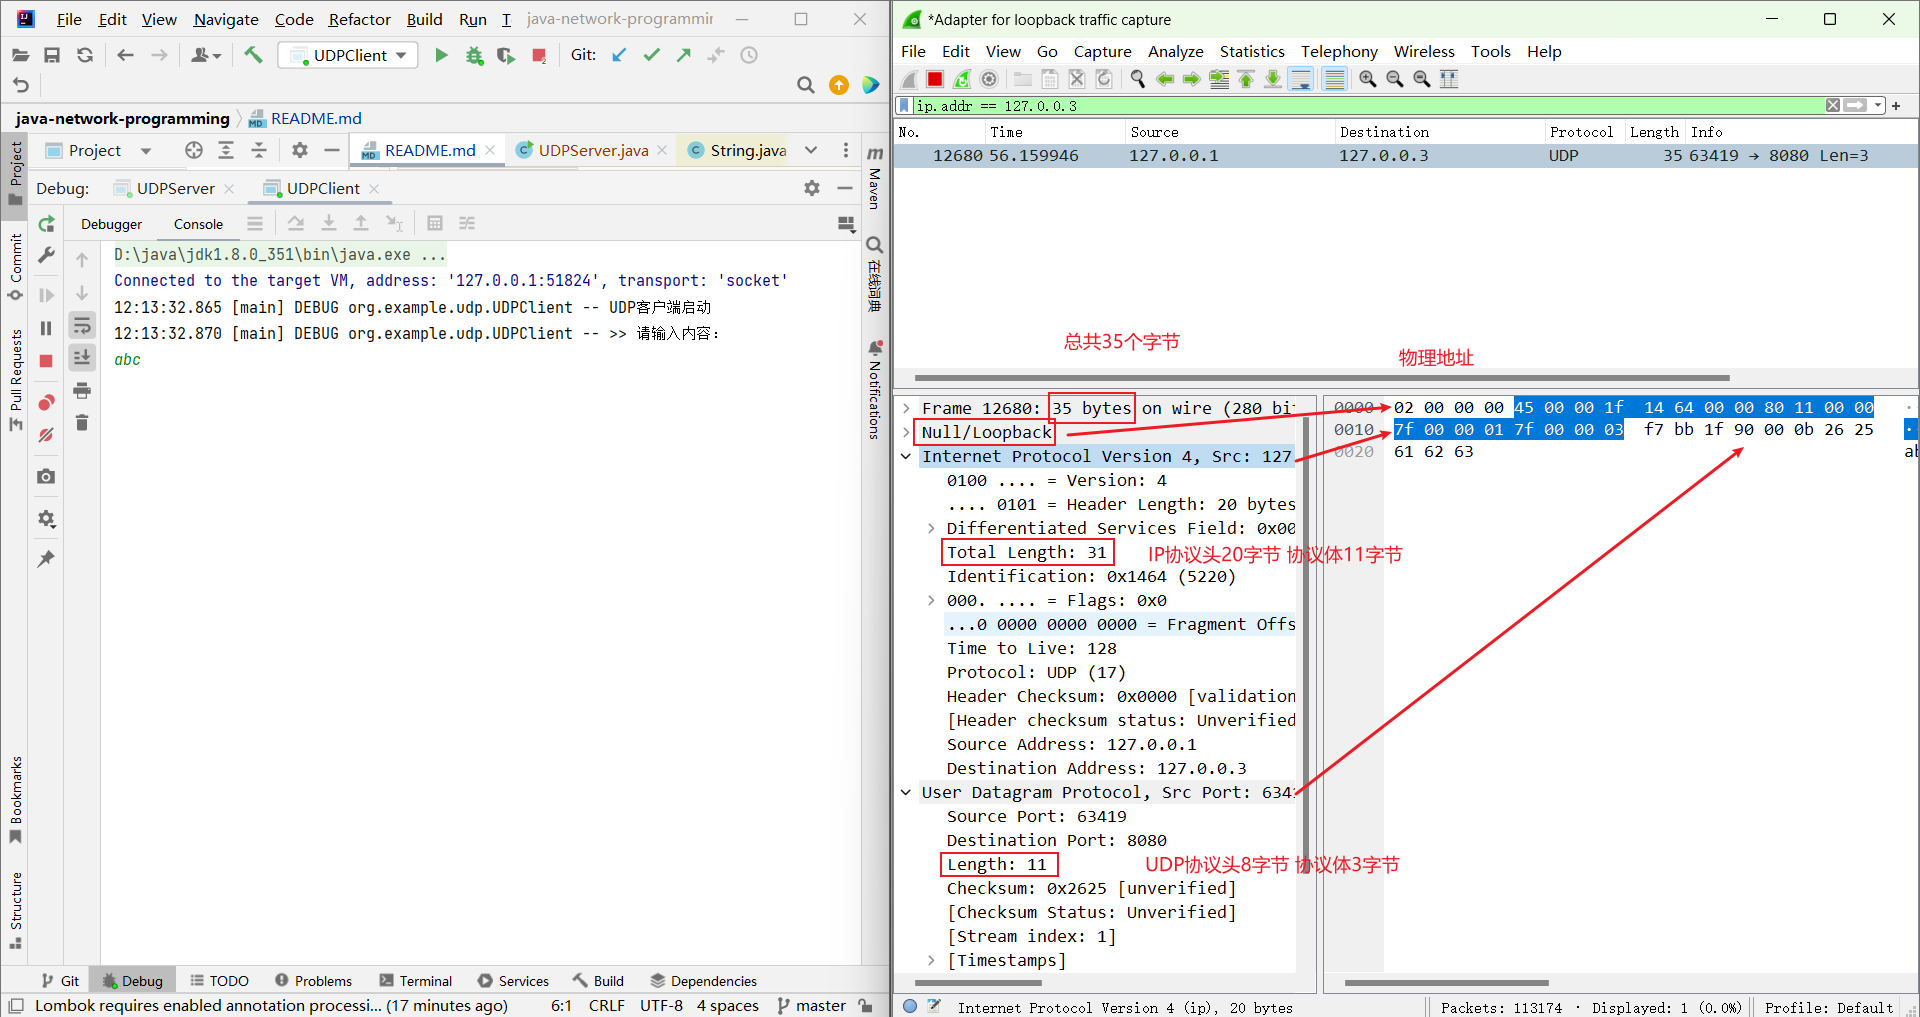 File Edit View Navigate Code Refactor Build Run T java-network-programmin
UDPClient Git:
java-network-programming README.md
Project README.md UDPServer.java String.java
Debug: UDPServer UDPClient
Debugger Console
D:\java\jdk1.8.0_351\bin\java.exe ...
Connected to the target VM, address: '127.0.0.1:51824', transport: 'socket'
12:13:32.865 [main] DEBUG org.example.udp.UDPClient -- UDP客户端启动
12:13:32.870 [main] DEBUG org.example.udp.UDPClient -- >> 请输入内容:
abc
Project
Commit
Pull Requests
Bookmarks
Structure
Maven
在线词典
Notifications
Git Debug TODO Problems Terminal Services Build Dependencies
Lombok requires enabled annotation processi... (17 minutes ago) 6:1 CRLF UTF-8 4 spaces master
*Adapter for loopback traffic capture
File Edit View Go Capture Analyze Statistics Telephony Wireless Tools Help
ip.addr == 127.0.0.3
No. Time Source Destination Protocol Length Info
12680 56.159946 127.0.0.1 127.0.0.3 UDP 35 63419 → 8080 Len=3
总共35个字节
物理地址
Frame 12680: 35 bytes on wire (280 bi
Null/Loopback
Internet Protocol Version 4, Src: 127
0100 .... = Version: 4
.... 0101 = Header Length: 20 bytes
Differentiated Services Field: 0x00
Total Length: 31 IP协议头20字节 协议体11字节
Identification: 0x1464 (5220)
000. .... = Flags: 0x0
...0 0000 0000 0000 = Fragment Offs
Time to Live: 128
Protocol: UDP (17)
Header Checksum: 0x0000 [validation
[Header checksum status: Unverified
Source Address: 127.0.0.1
Destination Address: 127.0.0.3
User Datagram Protocol, Src Port: 634
Source Port: 63419
Destination Port: 8080
Length: 11 UDP协议头8字节 协议体3字节
Checksum: 0x2625 [unverified]
[Checksum Status: Unverified]
[Stream index: 1]
[Timestamps]
0000 02 00 00 00 45 00 00 1f 14 64 00 00 80 11 00 00
0010 7f 00 00 01 7f 00 00 03 f7 bb 1f 90 00 0b 26 25
0020 61 62 63 ab
Internet Protocol Version 4 (ip), 20 bytes Packets: 113174 · Displayed: 1 (0.0%) Profile: Default